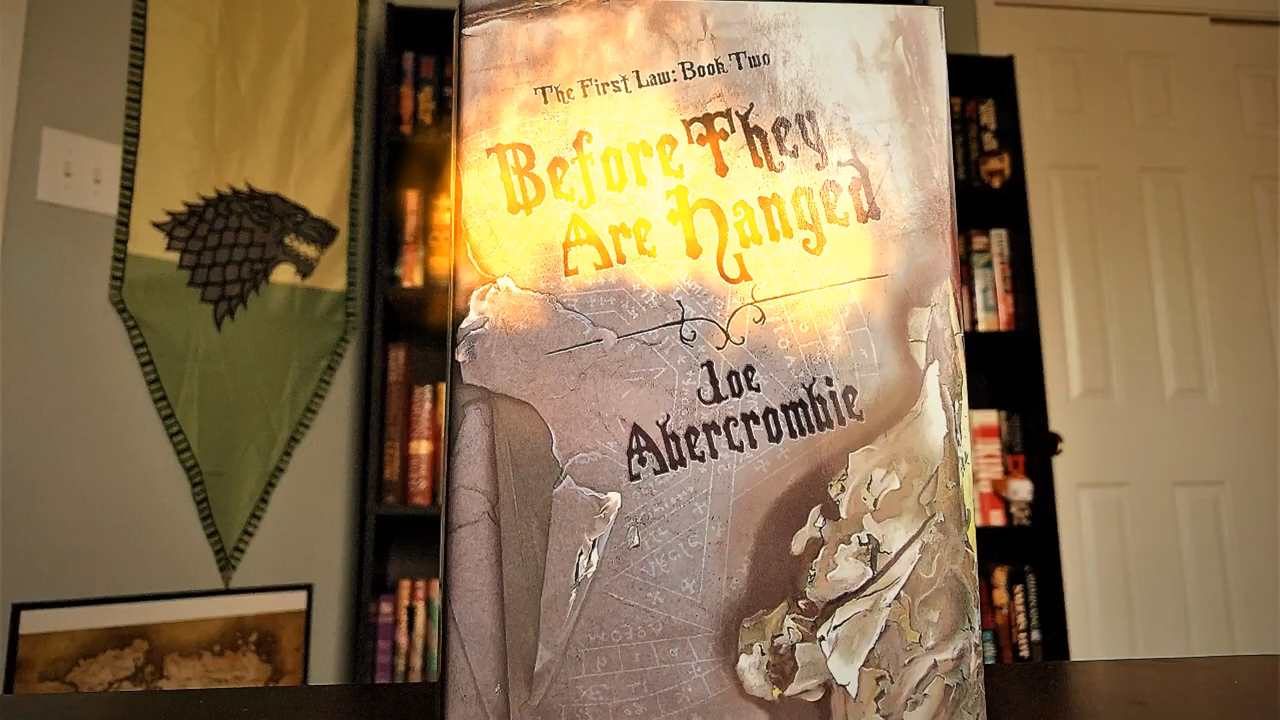 The First Law: Book Two
Before They
Are Hanged
Joe
Abercrombie